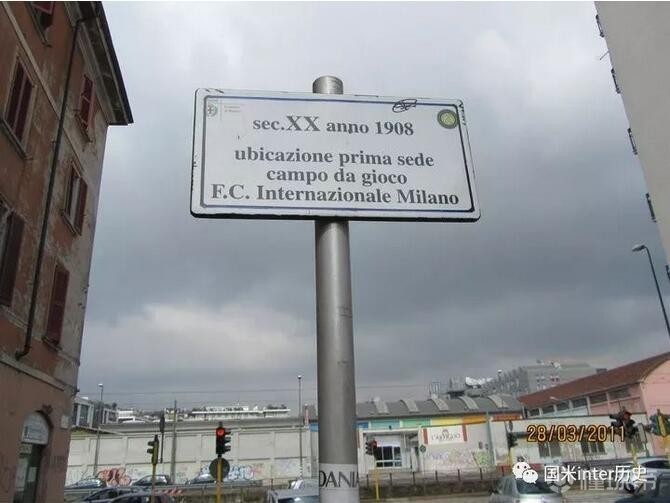 sec.XX anno 1908
ubicazione prima sede
campo da gioco
F.C. Internazionale Milano
DANIA
28/03/2011
国米inter历史